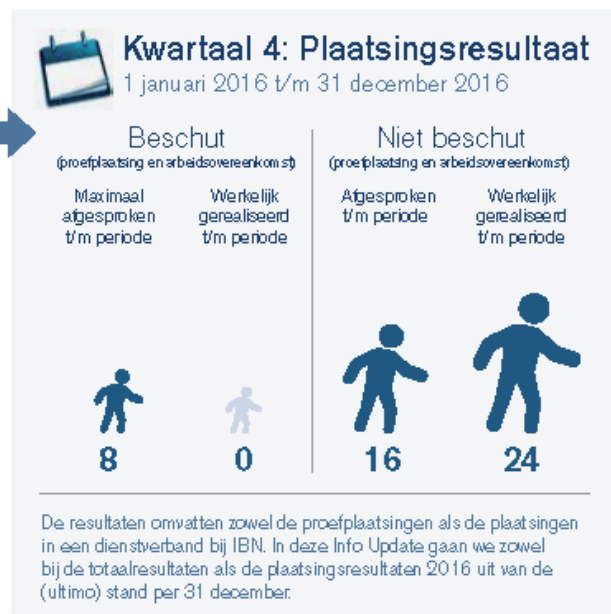 Kwartaal 4: Plaatsingsresultaat
1 januari 2016 t/m 31 december 2016
Beschut
(proefplaatsing en arbeidsovereenkomst)
Maximaal
afgesproken
t/m periode
Werkelijk
gerealiseerd
t/m periode
8
0
Niet beschut
(proefplaatsing en arbeidsovereenkomst)
Afgesproken
t/m periode
Werkelijk
gerealiseerd
t/m periode
16
24
De resultaten omvatten zowel de proefplaatsingen als de plaatsingen
in een dienstverband bij IBN. In deze Info Update gaan we zowel
bij de totaalresultaten als de plaatsingsresultaten 2016 uit van de
(ultimo) stand per 31 december.